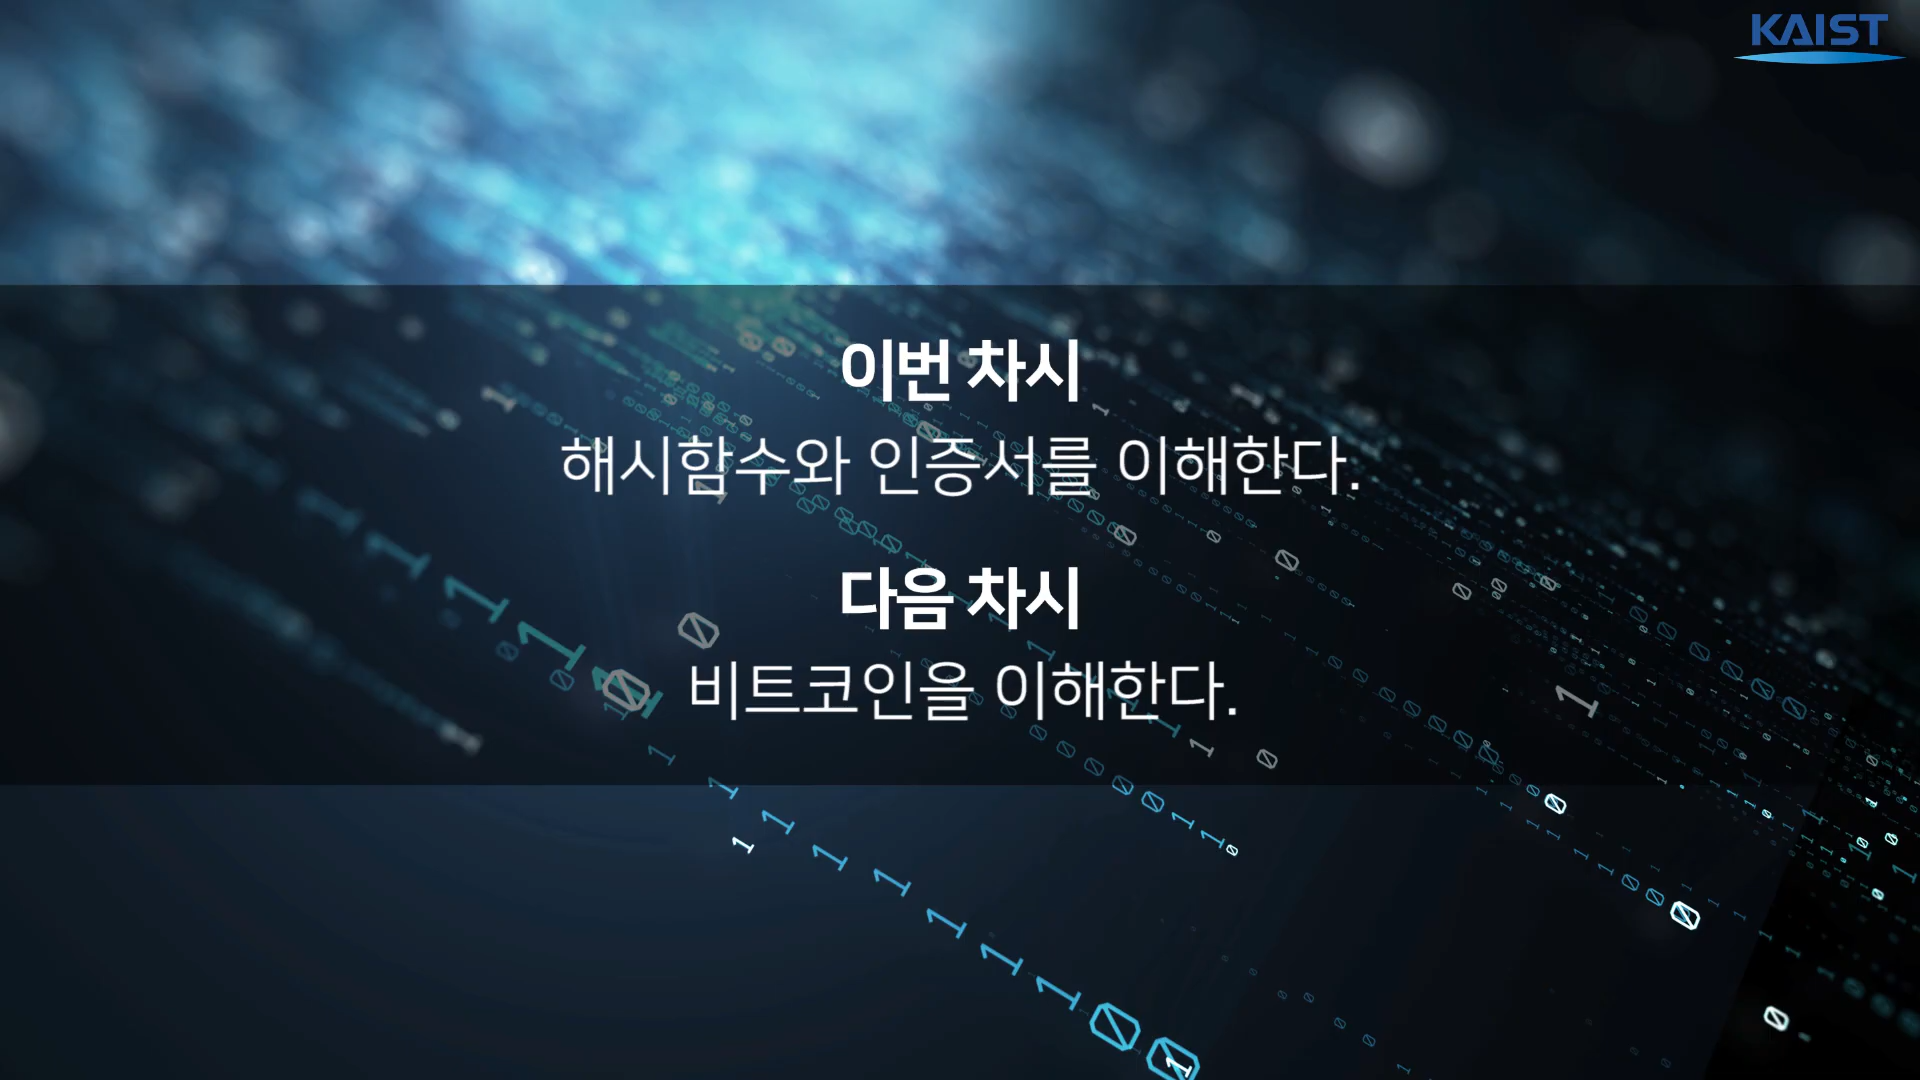 KAIST
이번 차시
해시함수와 인증서를 이해한다.
다음 차시
비트코인을 이해한다.